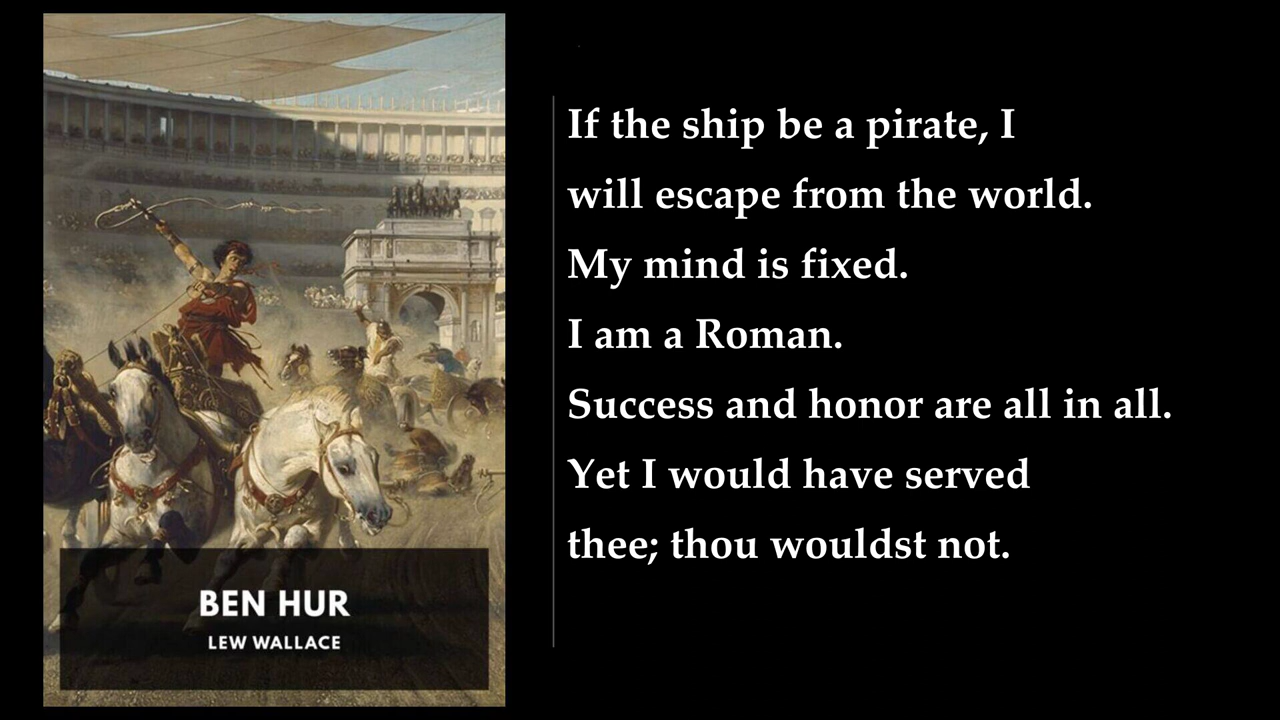 BEN HUR
LEW WALLACE
If the ship be a pirate, I
will escape from the world.
My mind is fixed.
I am a Roman.
Success and honor are all in all.
Yet I would have served
thee; thou wouldst not.